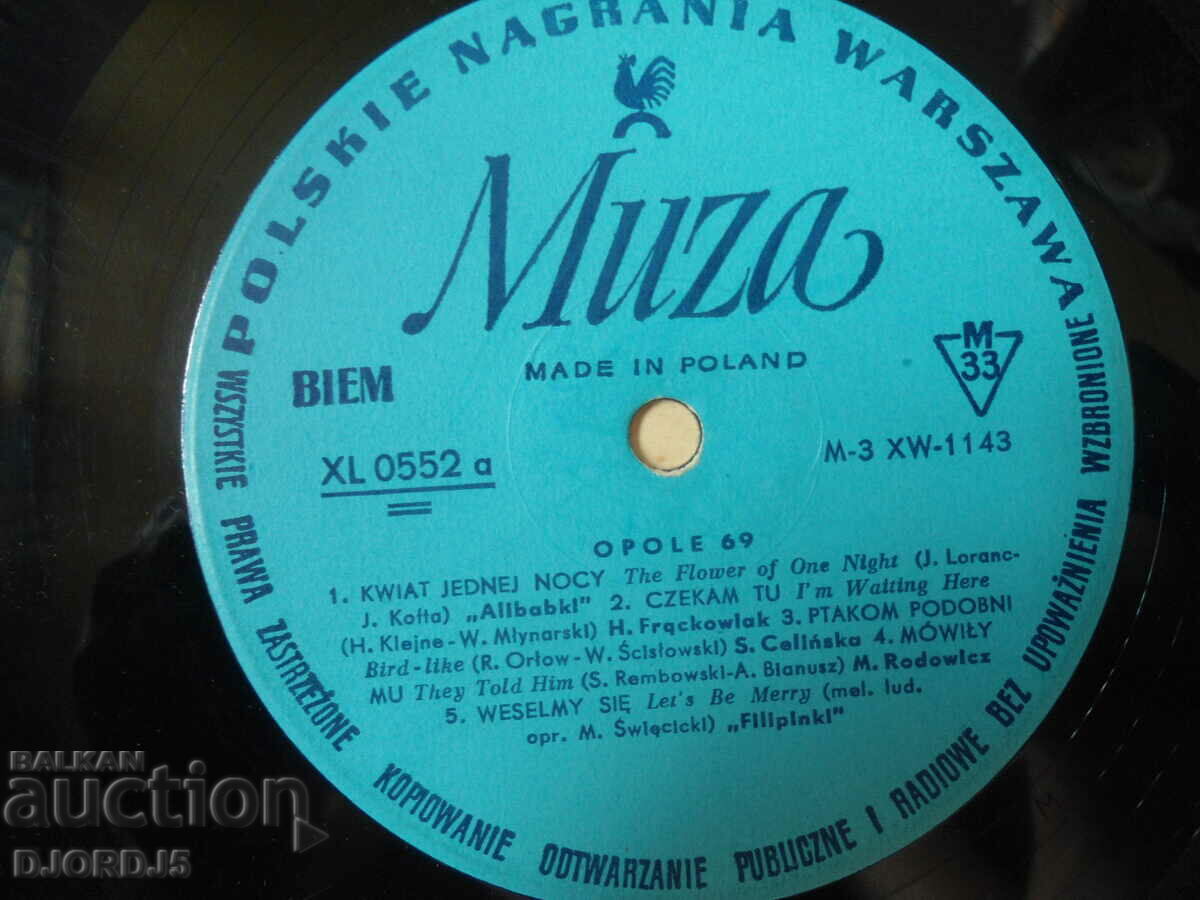 POLSKIE NAGRANIA WARSZAWA
Muza
MADE IN POLAND
BIEM
M
33
XL 0552 a
M-3 XW-1143
OPOLE 69
1. KWIAT JEDNEJ NOCY The Flower of One Night (J. Loranc-
J. Kofta) „Alibabki" 2. CZEKAM TU I'm Waiting Here
(H. Klejne-W. Młynarski) H. Frąckowiak 3. PTAKOM PODOBNI
Bird-like (R. Orłow-W. Ścisłowski) S. Celińska 4. MÓWIŁY
MU They Told Him (S. Rembowski-A. Bianusz) M. Rodowicz
5. WESELMY SIĘ Let's Be Merry (mel. lud.
opr. M. Święcicki) „Filipinki"
WSZYSTKIE PRAWA ZASTRZEŻONE KOPIOWANIE ODTWARZANIE PUBLICZNE I RADIOWE BEZ UPOWAŻNIENIA WZBRONIONE
BALKAN
auction
DJORDJ5